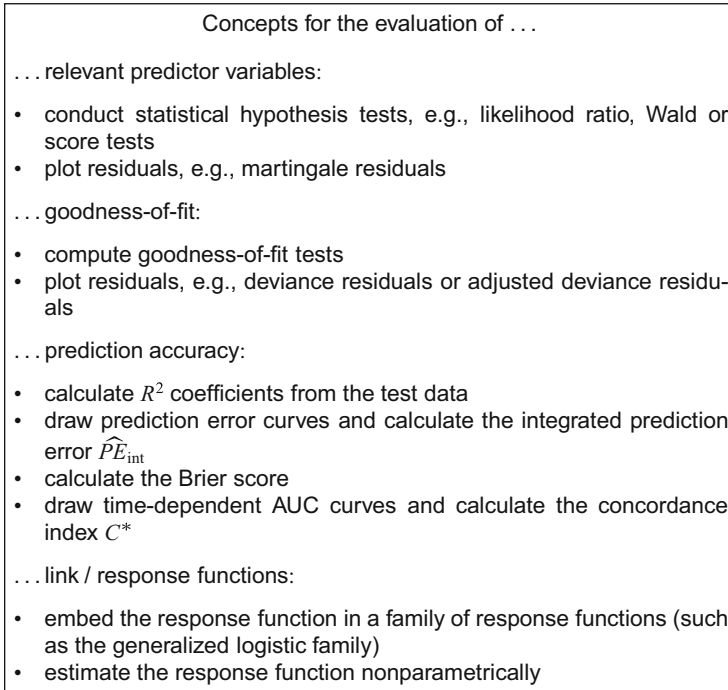 Concepts for the evaluation of . . .
. . . relevant predictor variables:
• conduct statistical hypothesis tests, e.g., likelihood ratio, Wald or
score tests
• plot residuals, e.g., martingale residuals
. . . goodness-of-fit:
• compute goodness-of-fit tests
• plot residuals, e.g., deviance residuals or adjusted deviance residu-
als
. . . prediction accuracy:
• calculate R² coefficients from the test data
• draw prediction error curves and calculate the integrated prediction
error \widehat{PE}_{int}
• calculate the Brier score
• draw time-dependent AUC curves and calculate the concordance
index C*
. . . link / response functions:
• embed the response function in a family of response functions (such
as the generalized logistic family)
• estimate the response function nonparametrically